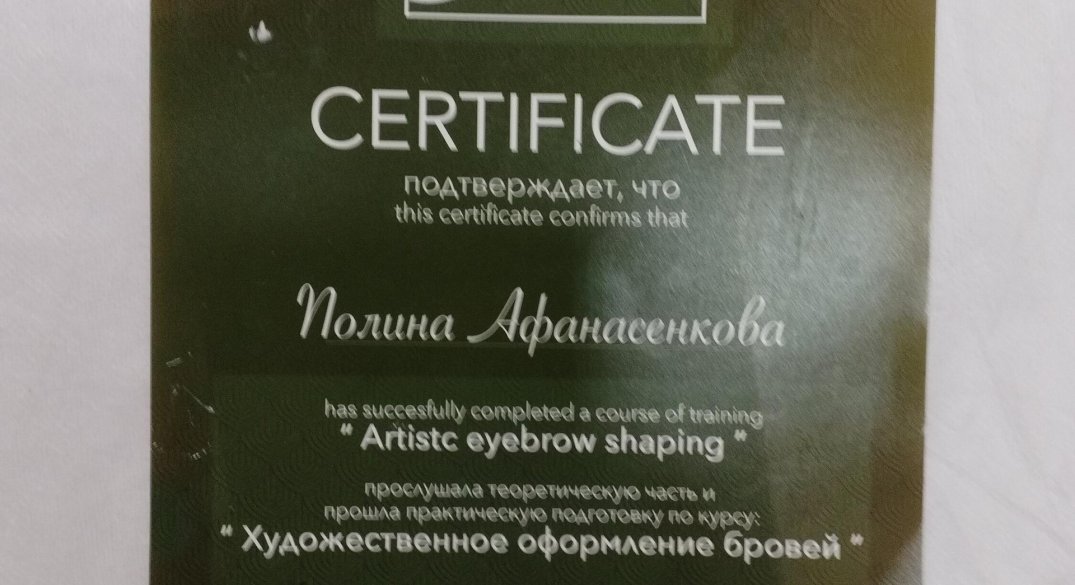 CERTIFICATE
подтверждает, что
this certificate confirms that
Полина Афанасенкова
has succesfully completed a course of training
" Artistc eyebrow shaping "
прослушала теоретическую часть и
прошла практическую подготовку по курсу:
" Художественное оформление бровей "